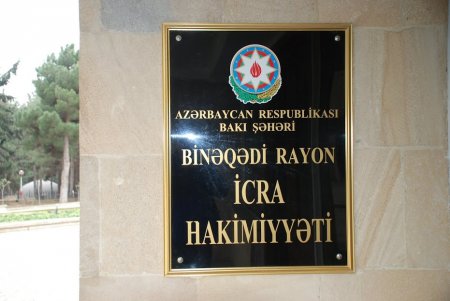 AZƏRBAYCAN RESPUBLİKASI
BAKI ŞƏHƏRİ
BİNƏQƏDİ RAYON
İCRA
HAKİMİYYƏTİ